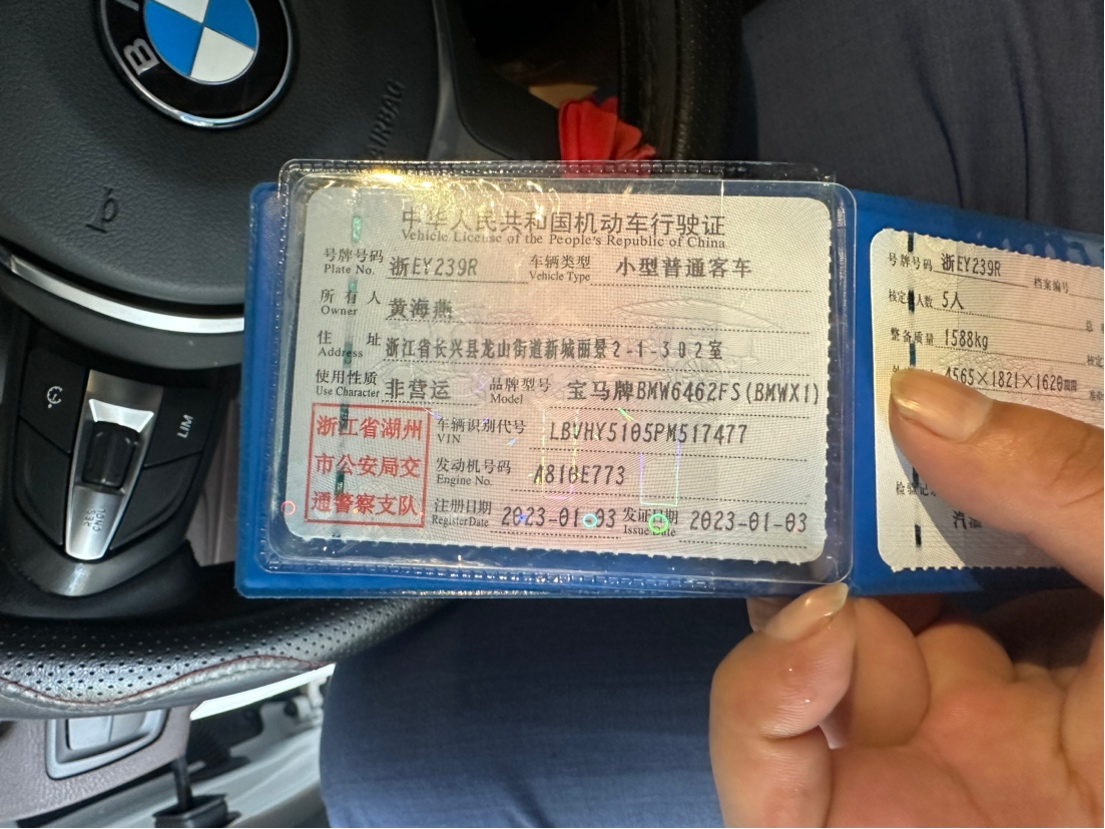 B
AIRBAG
LIM
RES
CNCL
中华人民共和国机动车行驶证
Vehicle License of the People's Republic of China
号牌号码 浙EY239R 车辆类型 小型普通客车
Plate No. Vehicle Type
所有人 黄海燕
Owner
住址 浙江省长兴县龙山街道新城丽景2-1-302室
Address
使用性质 非营运 品牌型号 宝马牌BMW6462FS(BMWX1)
Use Character Model
浙江省湖州
市公安局交
通警察支队
车辆识别代号 LBVHY5105PM517477
VIN
发动机号码 A810E773
Engine No.
注册日期 2023-01-03 发证日期 2023-01-03
Register Date Issue Date
号牌号码 浙EY239R 档案编号
核定 人数 5人
整备质量 1588kg
4565×1821×1620
检验记